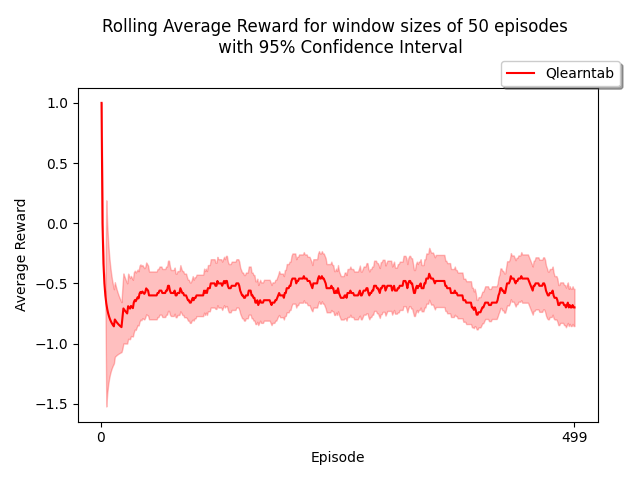 Rolling Average Reward for window sizes of 50 episodes
with 95% Confidence Interval
Qlearntab
1.0
0.5
0.0
−0.5
−1.0
−1.5
Average Reward
0
499
Episode